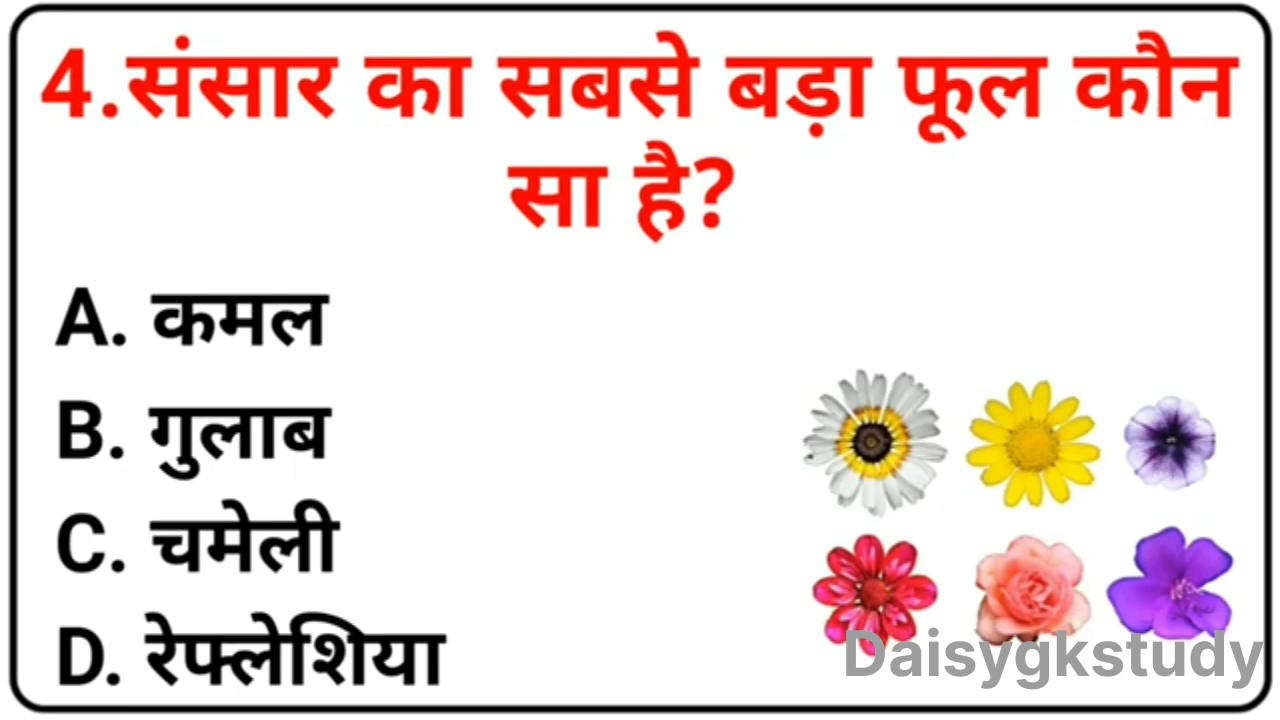 4.संसार का सबसे बड़ा फूल कौन
सा है?
A. कमल
B. गुलाब
C. चमेली
D. रेफ्लेशिया
Daisygkstudy